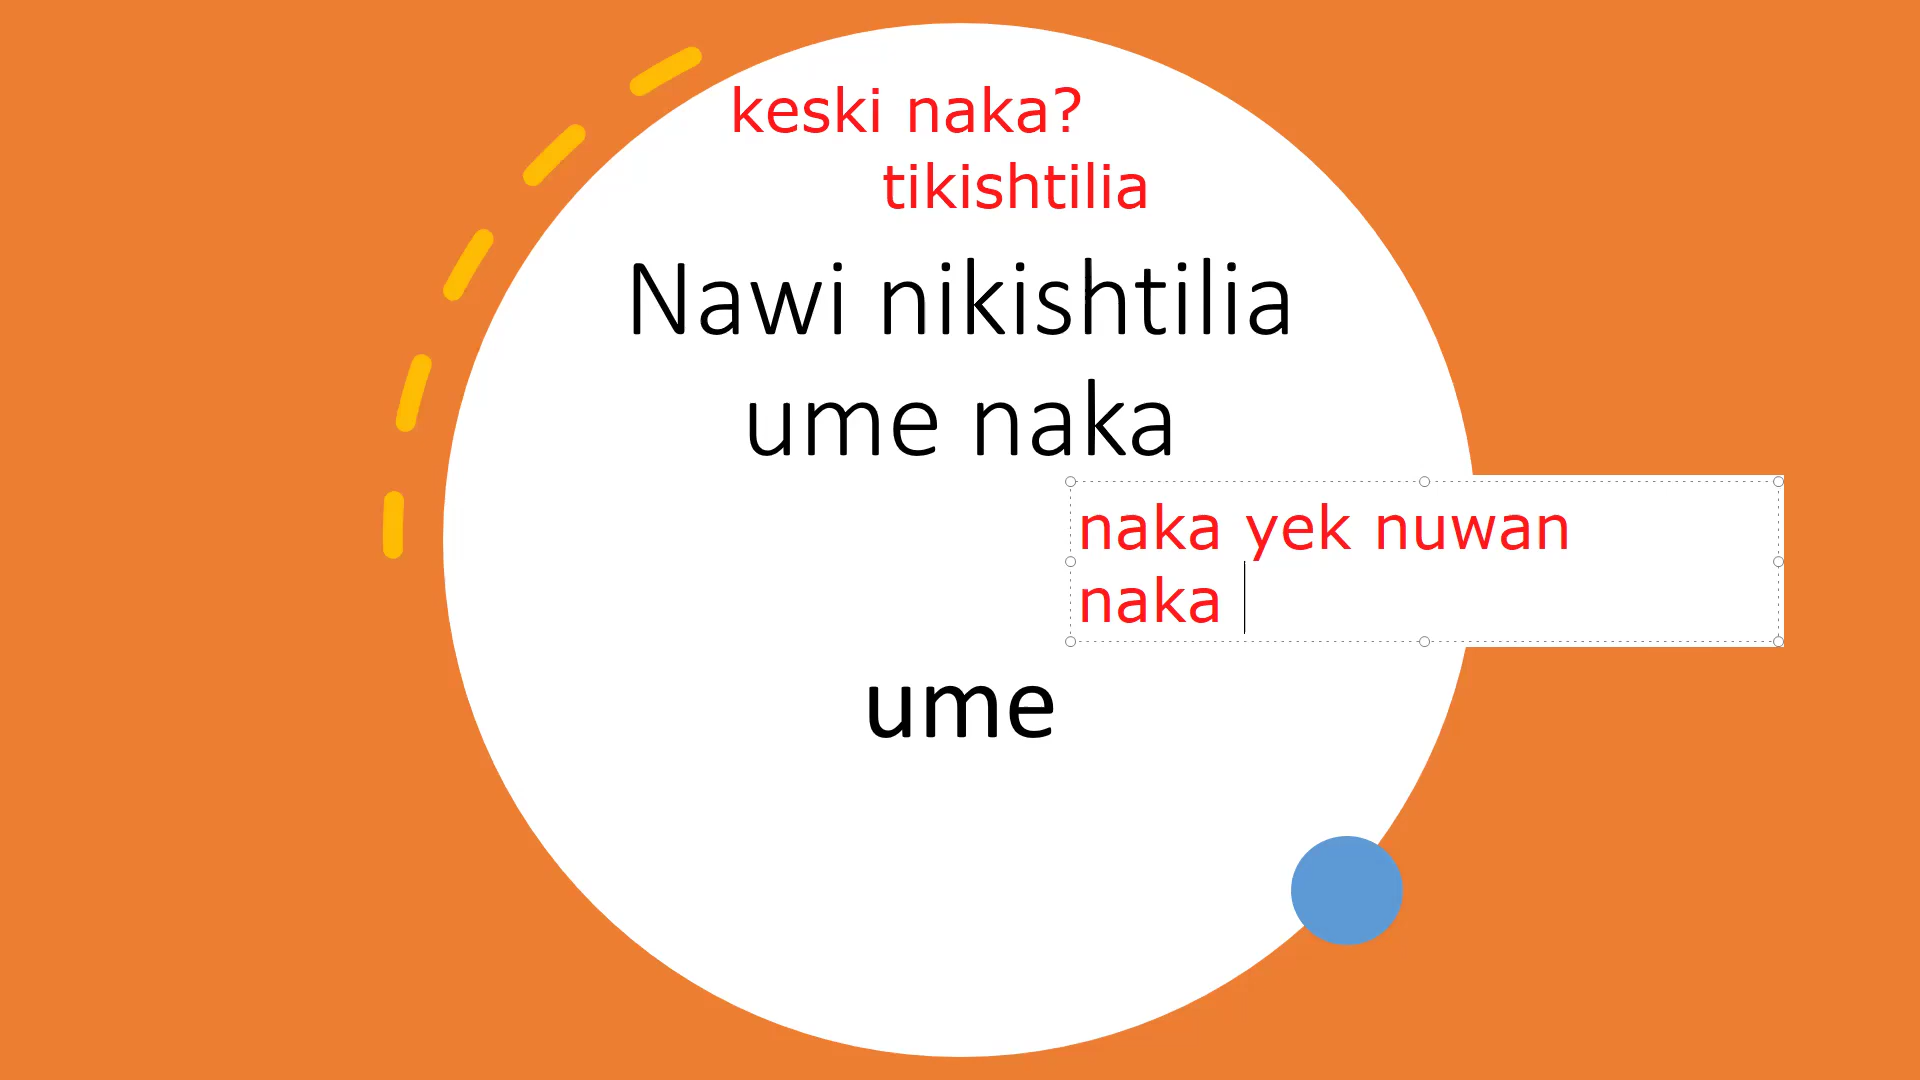 keski naka?
tikishtilia
Nawi nikishtilia
ume naka
naka yek nuwan
naka
ume